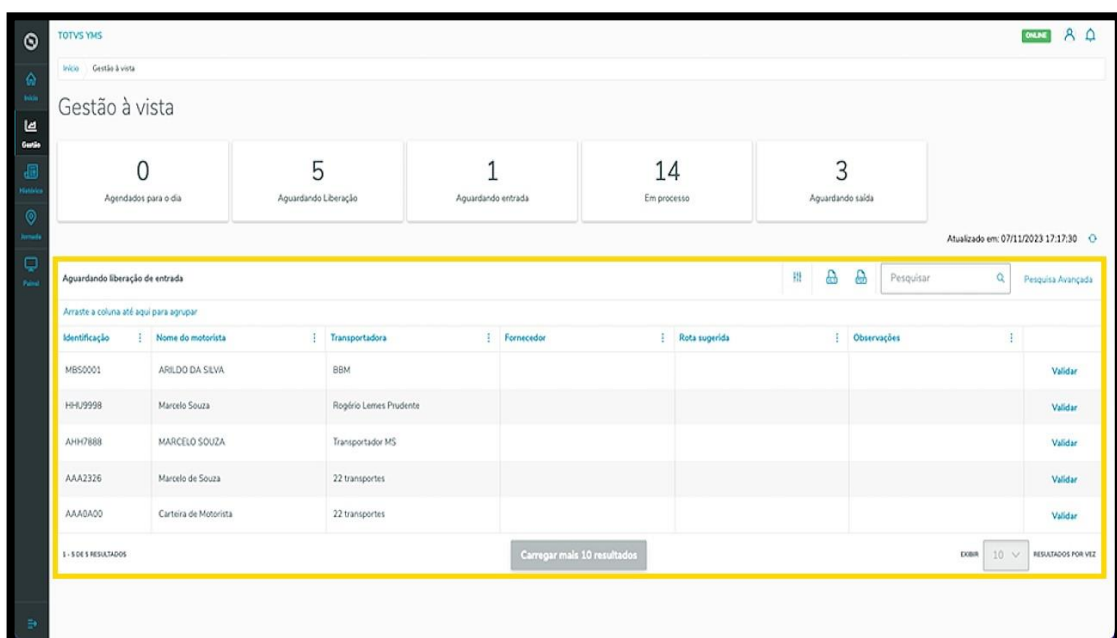 TOTVS YMS
ONLINE
Início
Gestão
Histórico
Jornada
Painel
Início Gestão à vista
Gestão à vista
0
Agendados para o dia
5
Aguardando Liberação
1
Aguardando entrada
14
Em processo
3
Aguardando saída
Atualizado em: 07/11/2023 17:17:30
Aguardando liberação de entrada
Pesquisar
Pesquisa Avançada
Arraste a coluna até aqui para agrupar
Identificação Nome do motorista Transportadora Fornecedor Rota sugerida Observações
MBS0001 ARILDO DA SILVA BBM Validar
HHU9998 Marcelo Souza Rogério Lemes Prudente Validar
AHH7888 MARCELO SOUZA Transportador MS Validar
AAA2326 Marcelo de Souza 22 transportes Validar
AAA0A00 Carteira de Motorista 22 transportes Validar
1 - 5 DE 5 RESULTADOS Carregar mais 10 resultados EXIBIR 10 RESULTADOS POR VEZ